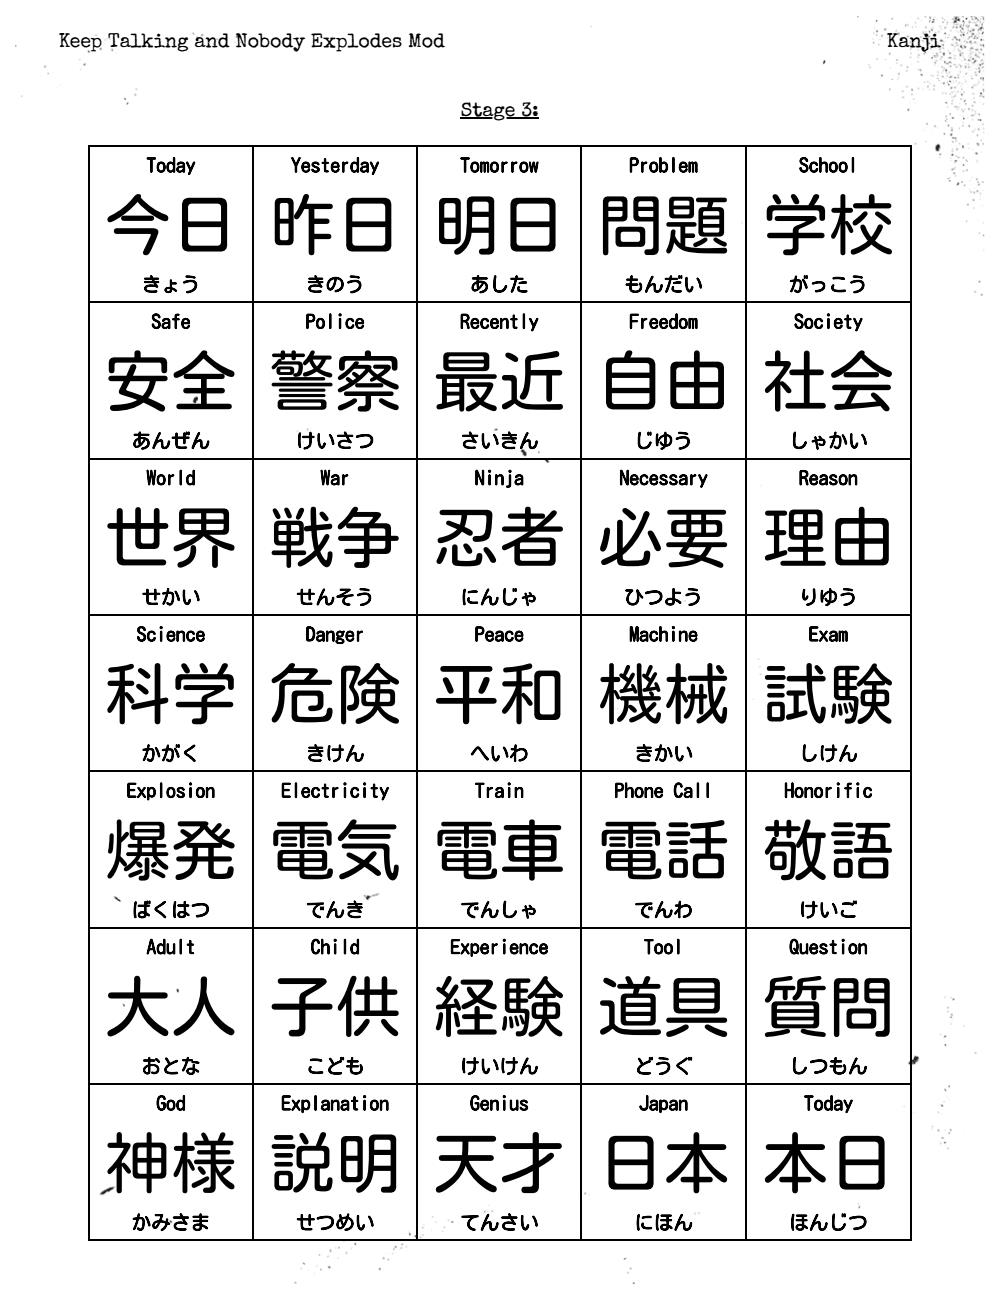 Keep Talking and Nobody Explodes Mod
Kanji
Stage 3:
Today Yesterday Tomorrow Problem School
今日 昨日 明日 問題 学校
きょう きのう あした もんだい がっこう
Safe Police Recently Freedom Society
安全 警察 最近 自由 社会
あんぜん けいさつ さいきん じゆう しゃかい
World War Ninja Necessary Reason
世界 戦争 忍者 必要 理由
せかい せんそう にんじゃ ひつよう りゆう
Science Danger Peace Machine Exam
科学 危険 平和 機械 試験
かがく きけん へいわ きかい しけん
Explosion Electricity Train Phone Call Honorific
爆発 電気 電車 電話 敬語
ばくはつ でんき でんしゃ でんわ けいご
Adult Child Experience Tool Question
大人 子供 経験 道具 質問
おとな こども けいけん どうぐ しつもん
God Explanation Genius Japan Today
神様 説明 天才 日本 本日
かみさま せつめい てんさい にほん ほんじつ